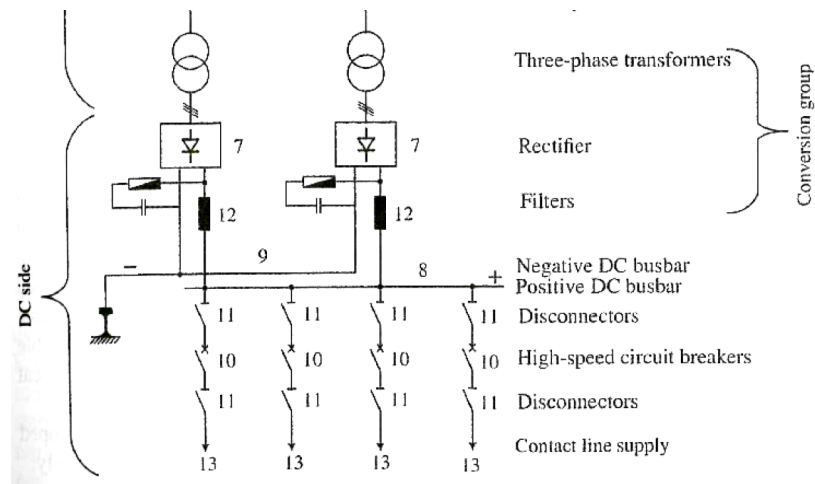 Three-phase transformers
Conversion group
7
7
Rectifier
Filters
12
12
DC side
9
8
−
+
Negative DC busbar
Positive DC busbar
11
11
11
11
Disconnectors
10
10
10
10
High-speed circuit breakers
11
11
11
11
Disconnectors
Contact line supply
13
13
13
13